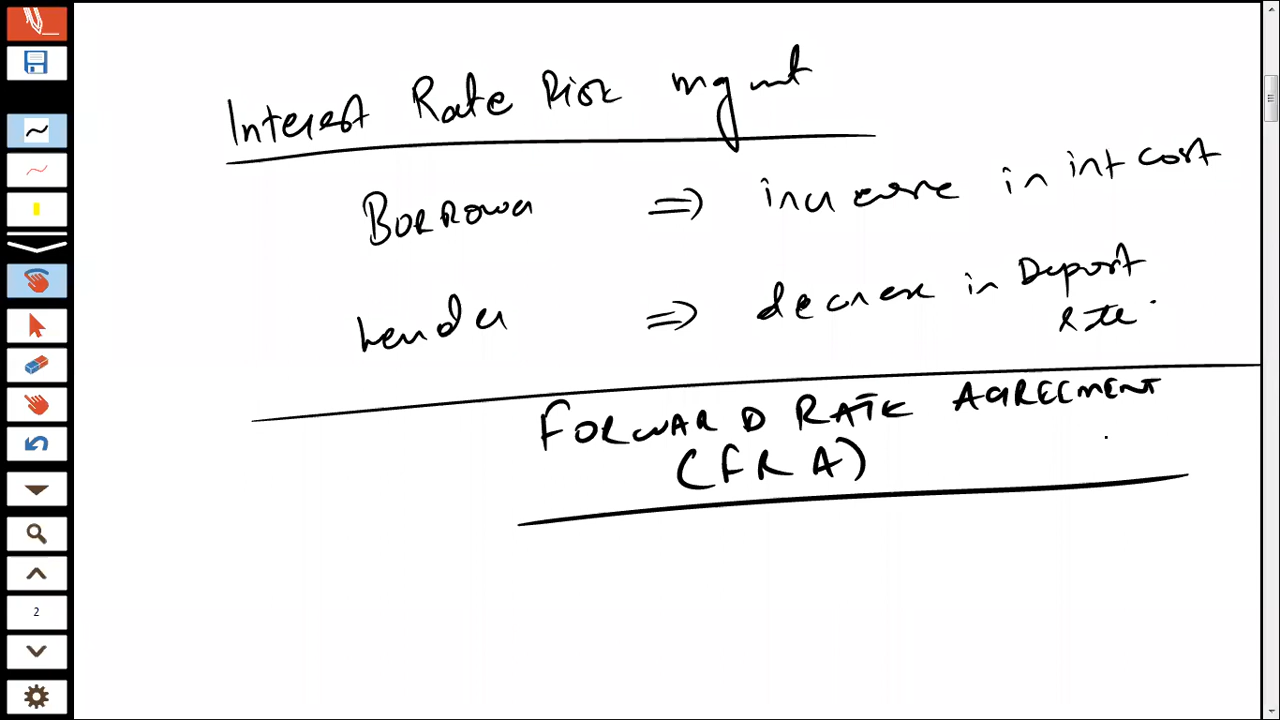 Interest Rate Risk mgmt
Borrower ⇒ increase in int cost
Lender ⇒ decrease in Deposit
rate.
FORWARD RATE AGREEMENT
(FRA)
2